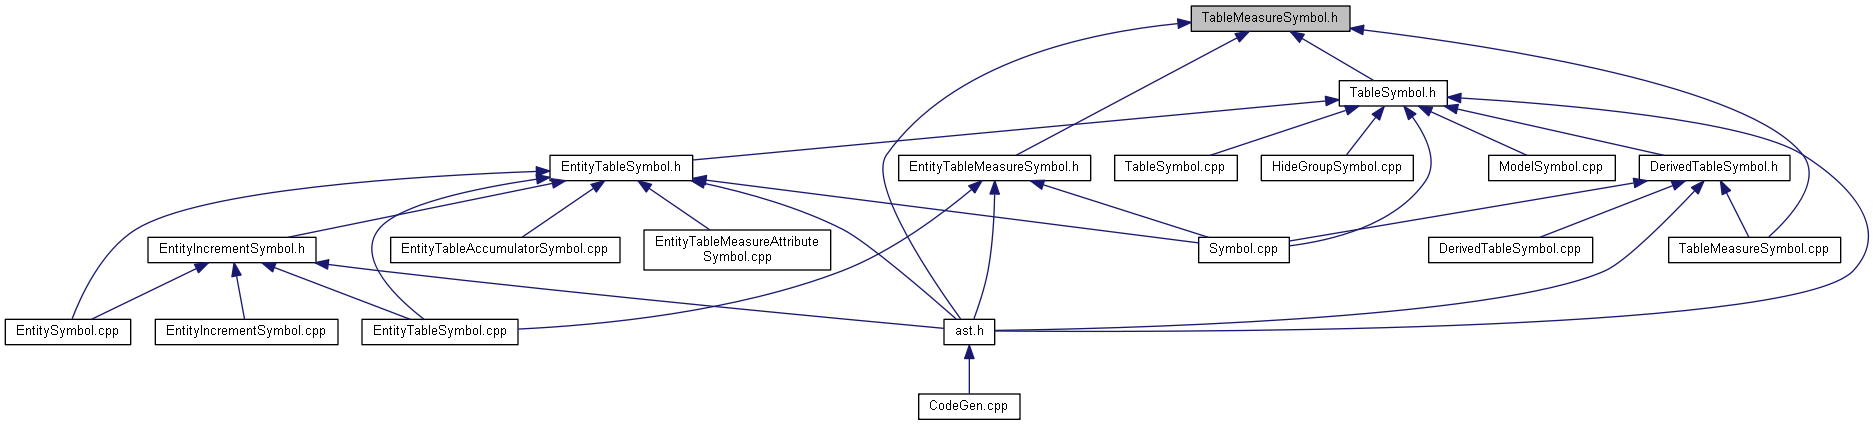 TableMeasureSymbol.h
TableSymbol.h
EntityTableSymbol.h
EntityTableMeasureSymbol.h
TableSymbol.cpp
HideGroupSymbol.cpp
ModelSymbol.cpp
DerivedTableSymbol.h
EntityIncrementSymbol.h
EntityTableAccumulatorSymbol.cpp
EntityTableMeasureAttribute
Symbol.cpp
Symbol.cpp
DerivedTableSymbol.cpp
TableMeasureSymbol.cpp
EntitySymbol.cpp
EntityIncrementSymbol.cpp
EntityTableSymbol.cpp
ast.h
CodeGen.cpp